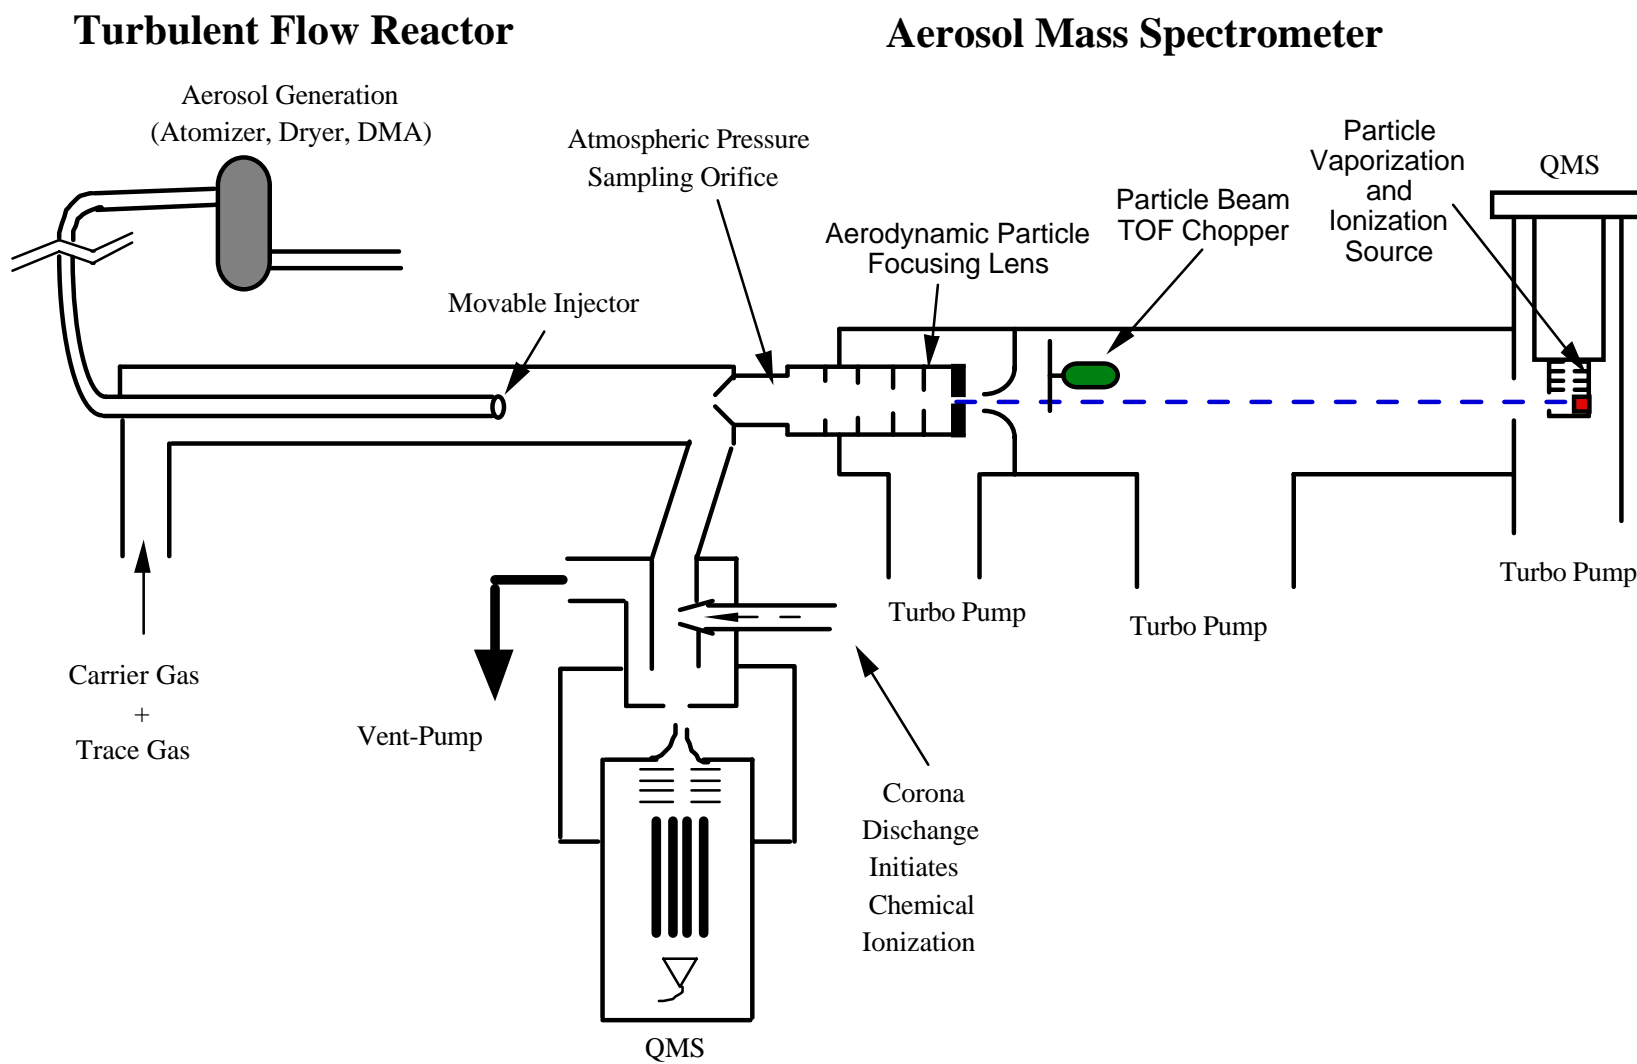 Turbulent Flow Reactor
Aerosol Mass Spectrometer
Aerosol Generation
(Atomizer, Dryer, DMA)
Atmospheric Pressure
Sampling Orifice
Particle
Vaporization
and
Ionization
Source
QMS
Particle Beam
TOF Chopper
Aerodynamic Particle
Focusing Lens
Movable Injector
Turbo Pump
Turbo Pump
Turbo Pump
Carrier Gas
+
Trace Gas
Vent-Pump
Corona
Dischange
Initiates
Chemical
Ionization
QMS